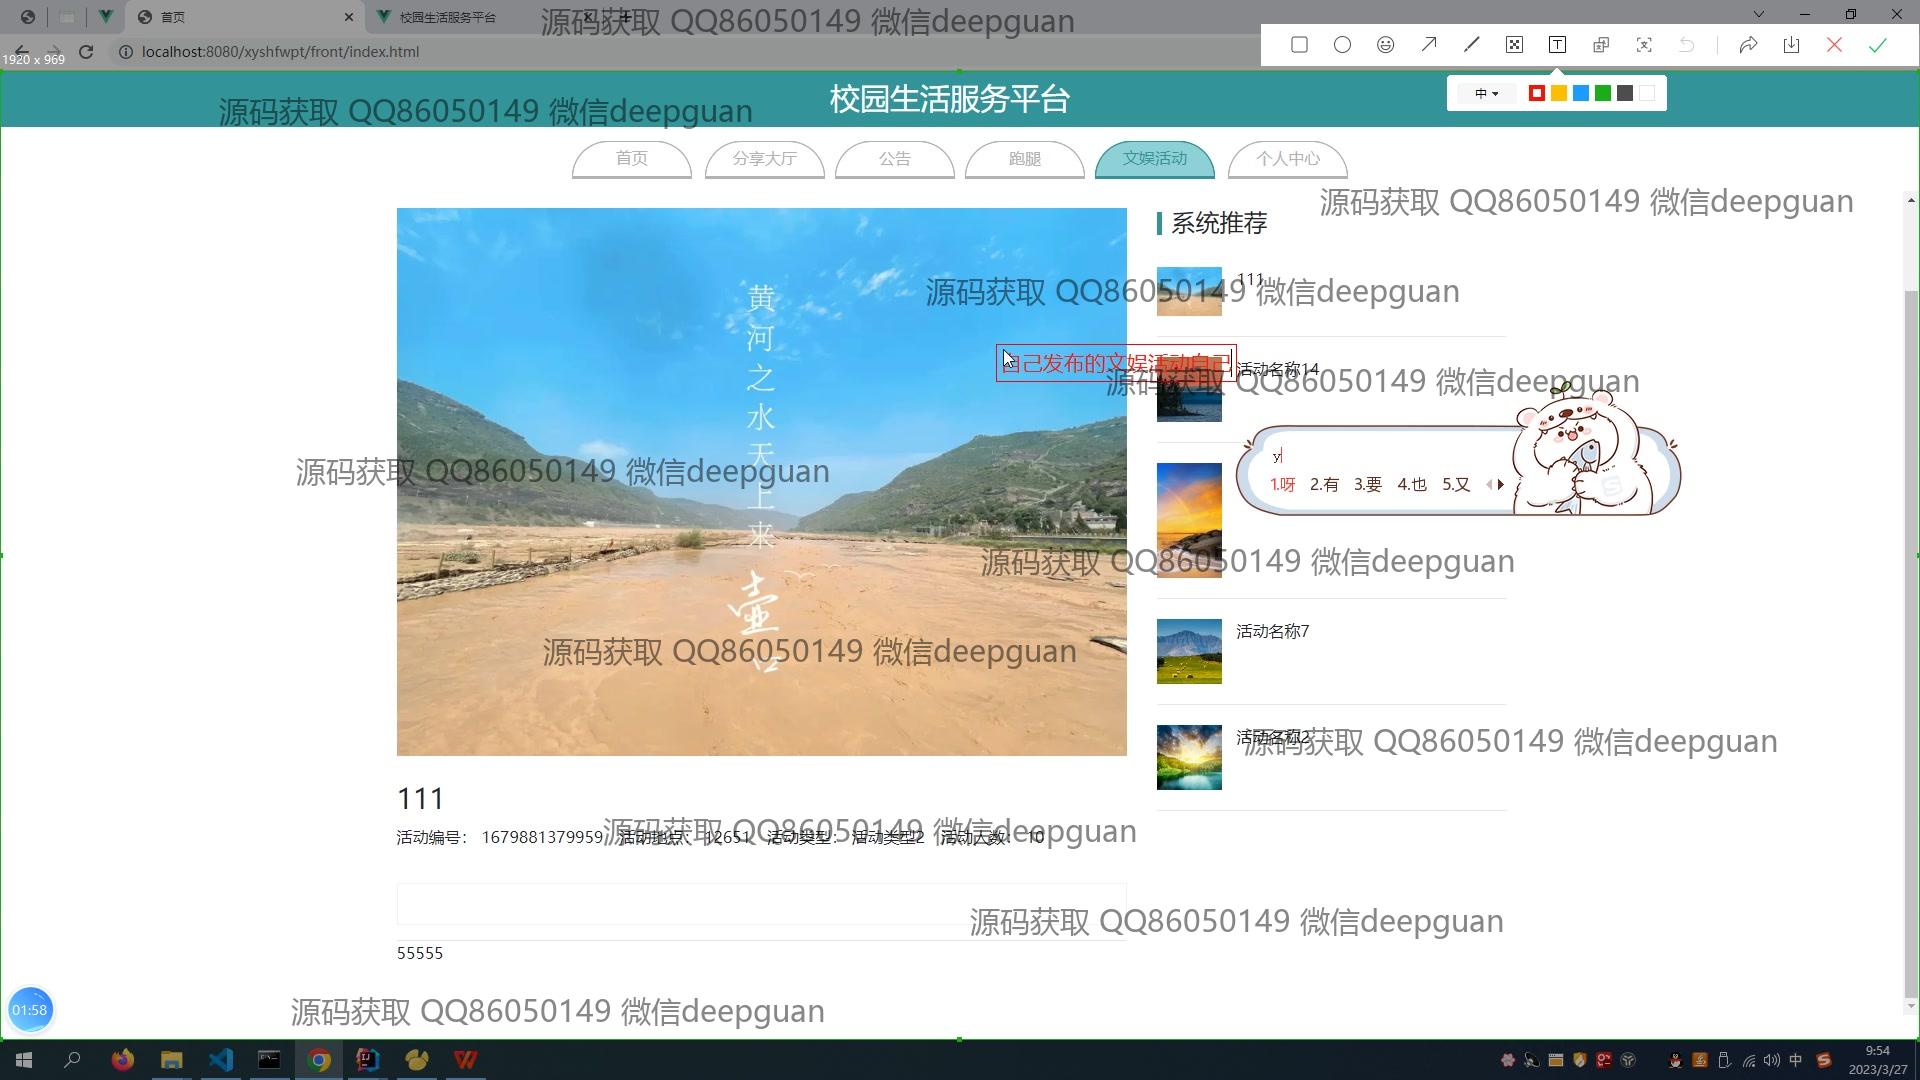 首页
校园生活服务平台
源码获取 QQ86050149 微信deepguan
localhost:8080/xyshfwpt/front/index.html
1920 x 969
校园生活服务平台
中
源码获取 QQ86050149 微信deepguan
首页 分享大厅 公告 跑腿 文娱活动 个人中心
源码获取 QQ86050149 微信deepguan
系统推荐
黄河之水天上来
壶口
111
源码获取 QQ86050149 微信deepguan
自己发布的文娱活动自己
活动名称14
源码获取 QQ86050149 微信deepguan
y
1.呀 2.有 3.要 4.也 5.又
源码获取 QQ86050149 微信deepguan
源码获取 QQ86050149 微信deepguan
活动名称7
源码获取 QQ86050149 微信deepguan
活动名称2
源码获取 QQ86050149 微信deepguan
111
活动编号: 1679881379959 活动地点: 12651 活动类型: 活动类型2 活动人数: 10
源码获取 QQ86050149 微信deepguan
源码获取 QQ86050149 微信deepguan
55555
01:58
源码获取 QQ86050149 微信deepguan
中
9:54
2023/3/27